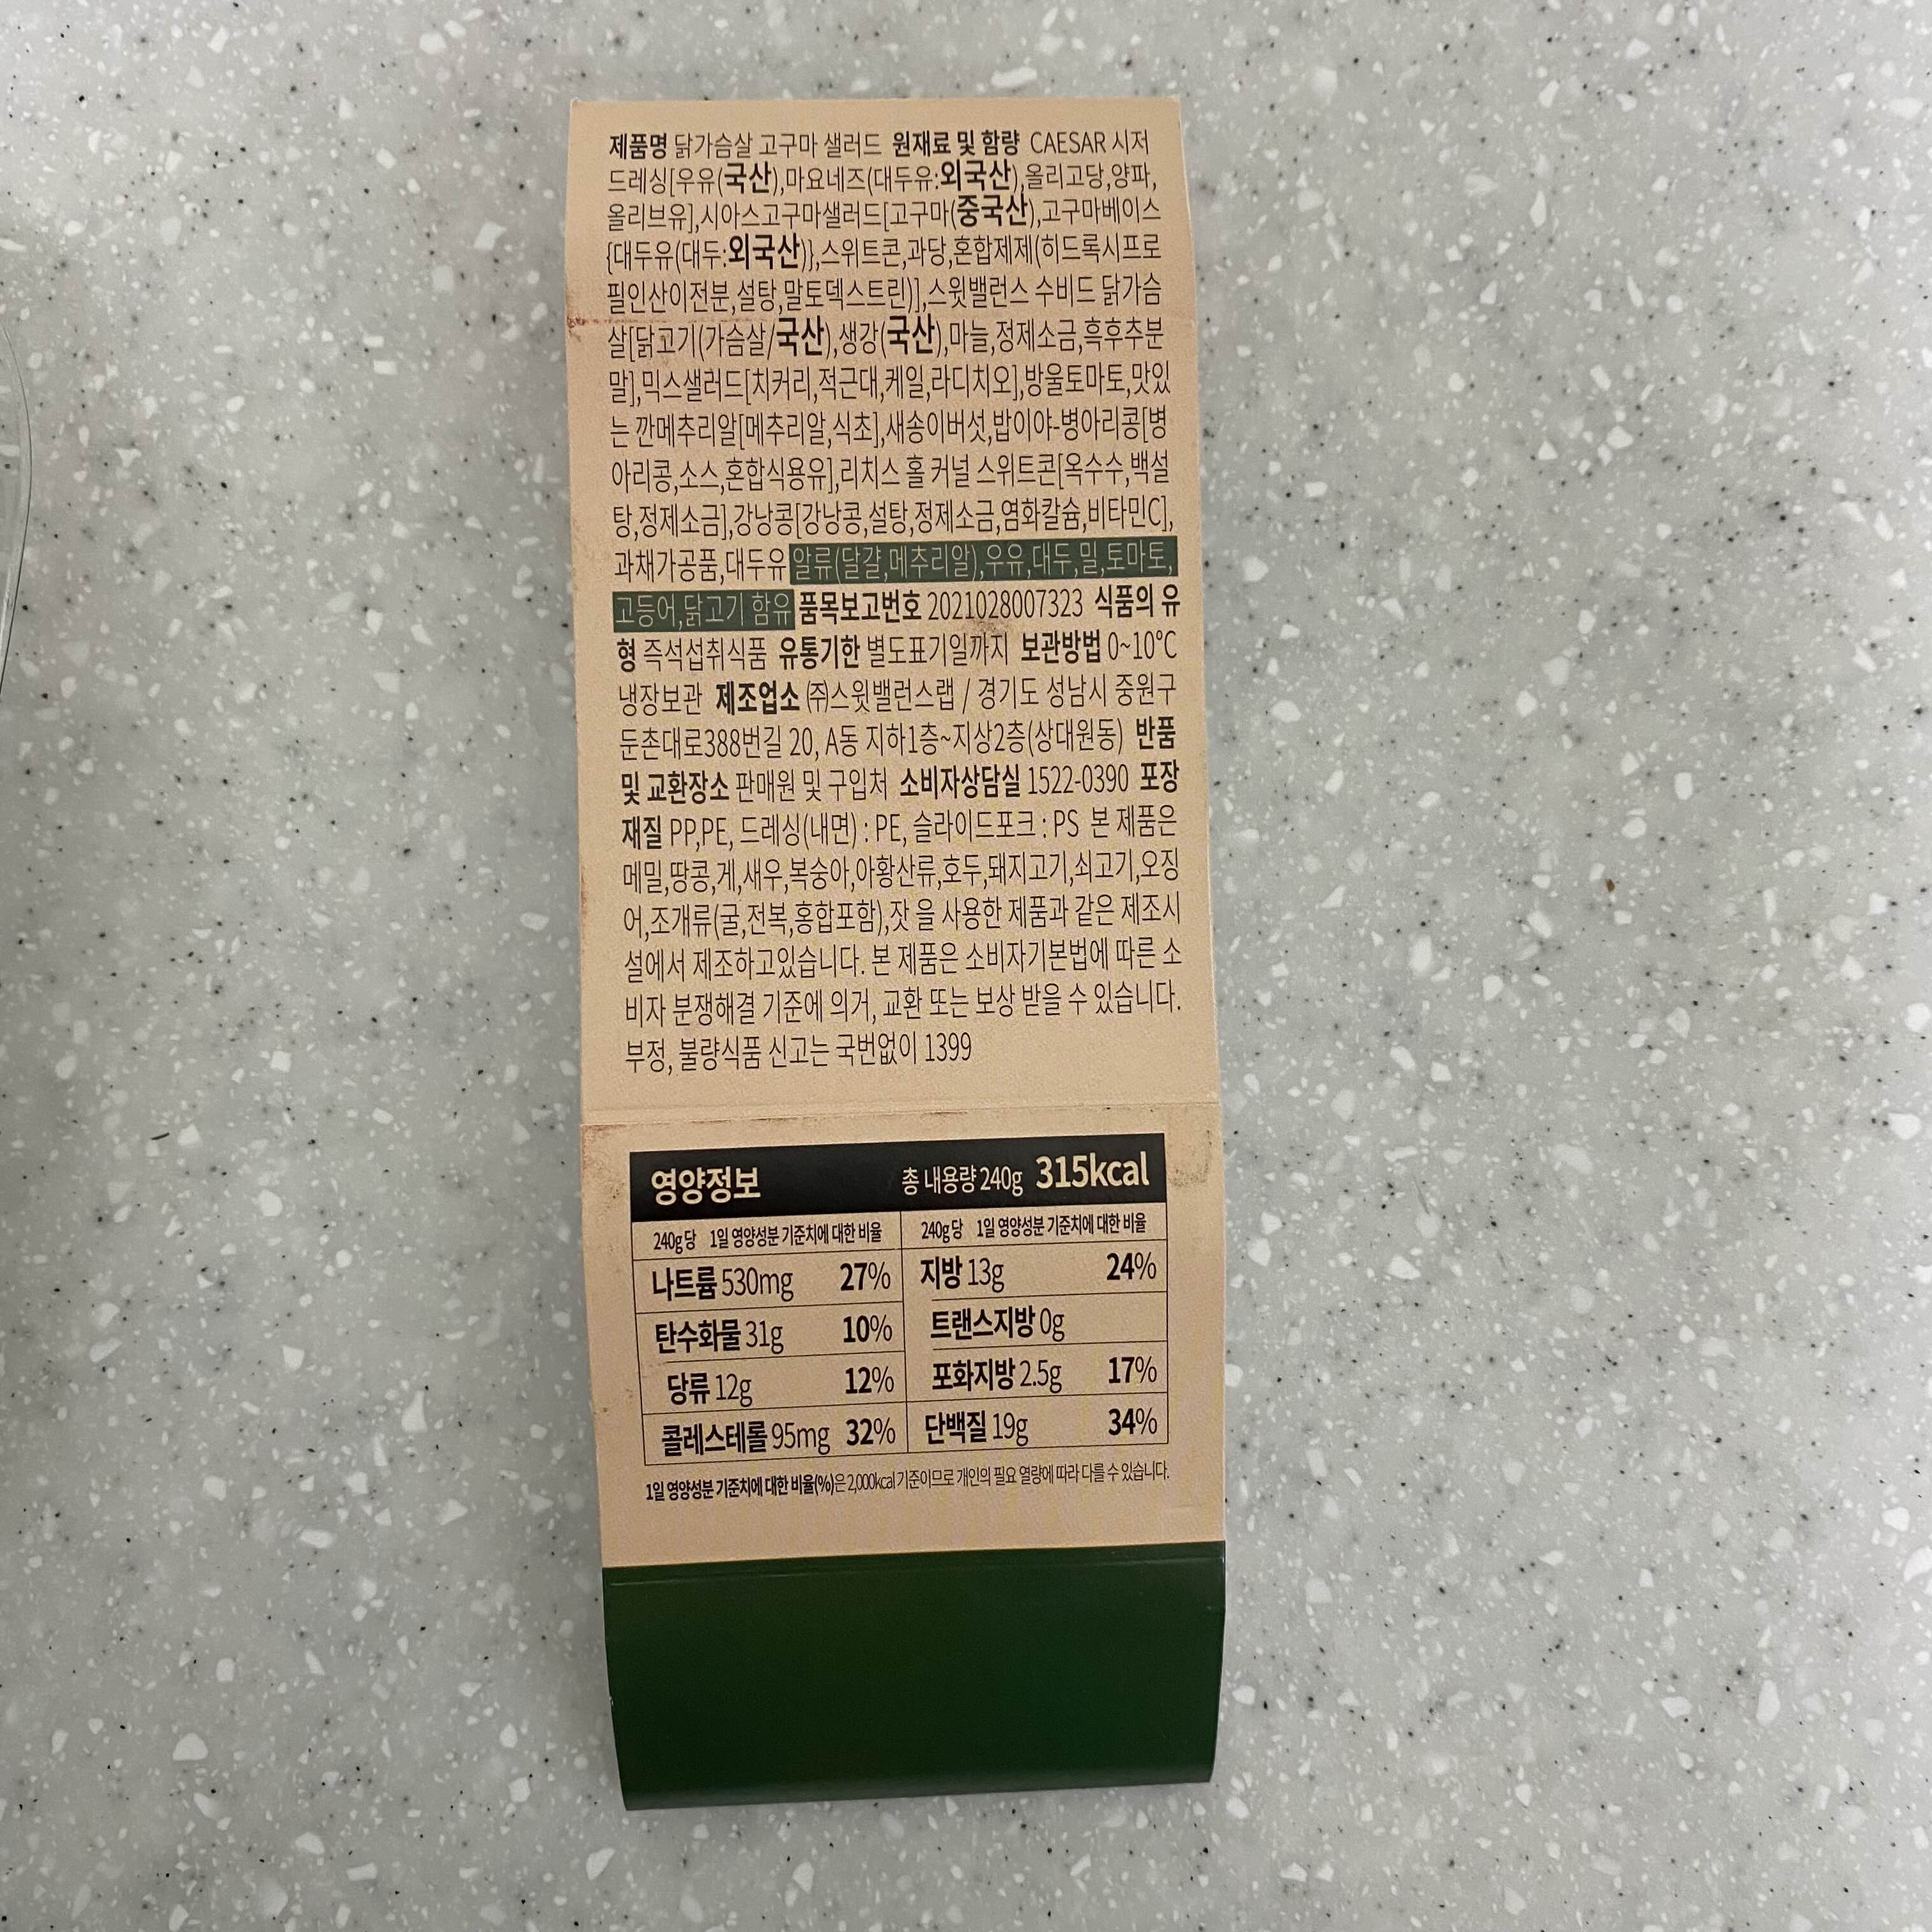 제품명 닭가슴살 고구마 샐러드 원재료 및 함량 CAESAR 시저
드레싱[우유(국산),마요네즈(대두유:외국산),올리고당,양파,
올리브유],시아스고구마샐러드[고구마(중국산),고구마베이스
{대두유(대두:외국산)},스위트콘,과당,혼합제제(히드록시프로
필인산이전분,설탕,말토덱스트린)],스윗밸런스 수비드 닭가슴
살[닭고기(가슴살/국산),생강(국산),마늘,정제소금,흑후추분
말],믹스샐러드[치커리,적근대,케일,라디치오],방울토마토,맛있
는 깐메추리알[메추리알,식초],새송이버섯,밥이야-병아리콩[병
아리콩,소스,혼합식용유],리치스 홀 커널 스위트콘[옥수수,백설
탕,정제소금],강낭콩[강낭콩,설탕,정제소금,염화칼슘,비타민C],
과채가공품,대두유 알류(달걀,메추리알),우유,대두,밀,토마토,
고등어,닭고기 함유 품목보고번호 2021028007323 식품의 유
형 즉석섭취식품 유통기한 별도표기일까지 보관방법 0~10°C
냉장보관 제조업소 ㈜스윗밸런스랩 / 경기도 성남시 중원구
둔촌대로388번길 20, A동 지하1층~지상2층(상대원동) 반품
및 교환장소 판매원 및 구입처 소비자상담실 1522-0390 포장
재질 PP,PE, 드레싱(내면) : PE, 슬라이드포크 : PS 본 제품은
메밀,땅콩,게,새우,복숭아,아황산류,호두,돼지고기,쇠고기,오징
어,조개류(굴,전복,홍합포함),잣 을 사용한 제품과 같은 제조시
설에서 제조하고있습니다. 본 제품은 소비자기본법에 따른 소
비자 분쟁해결 기준에 의거, 교환 또는 보상 받을 수 있습니다.
부정, 불량식품 신고는 국번없이 1399
영양정보 총 내용량 240g 315kcal
240g당 1일 영양성분 기준치에 대한 비율 240g당 1일 영양성분 기준치에 대한 비율
나트륨 530mg 27% 지방 13g 24%
탄수화물 31g 10% 트랜스지방 0g
당류 12g 12% 포화지방 2.5g 17%
콜레스테롤 95mg 32% 단백질 19g 34%
1일 영양성분 기준치에 대한 비율(%)은 2,000kcal 기준이므로 개인의 필요 열량에 따라 다를 수 있습니다.